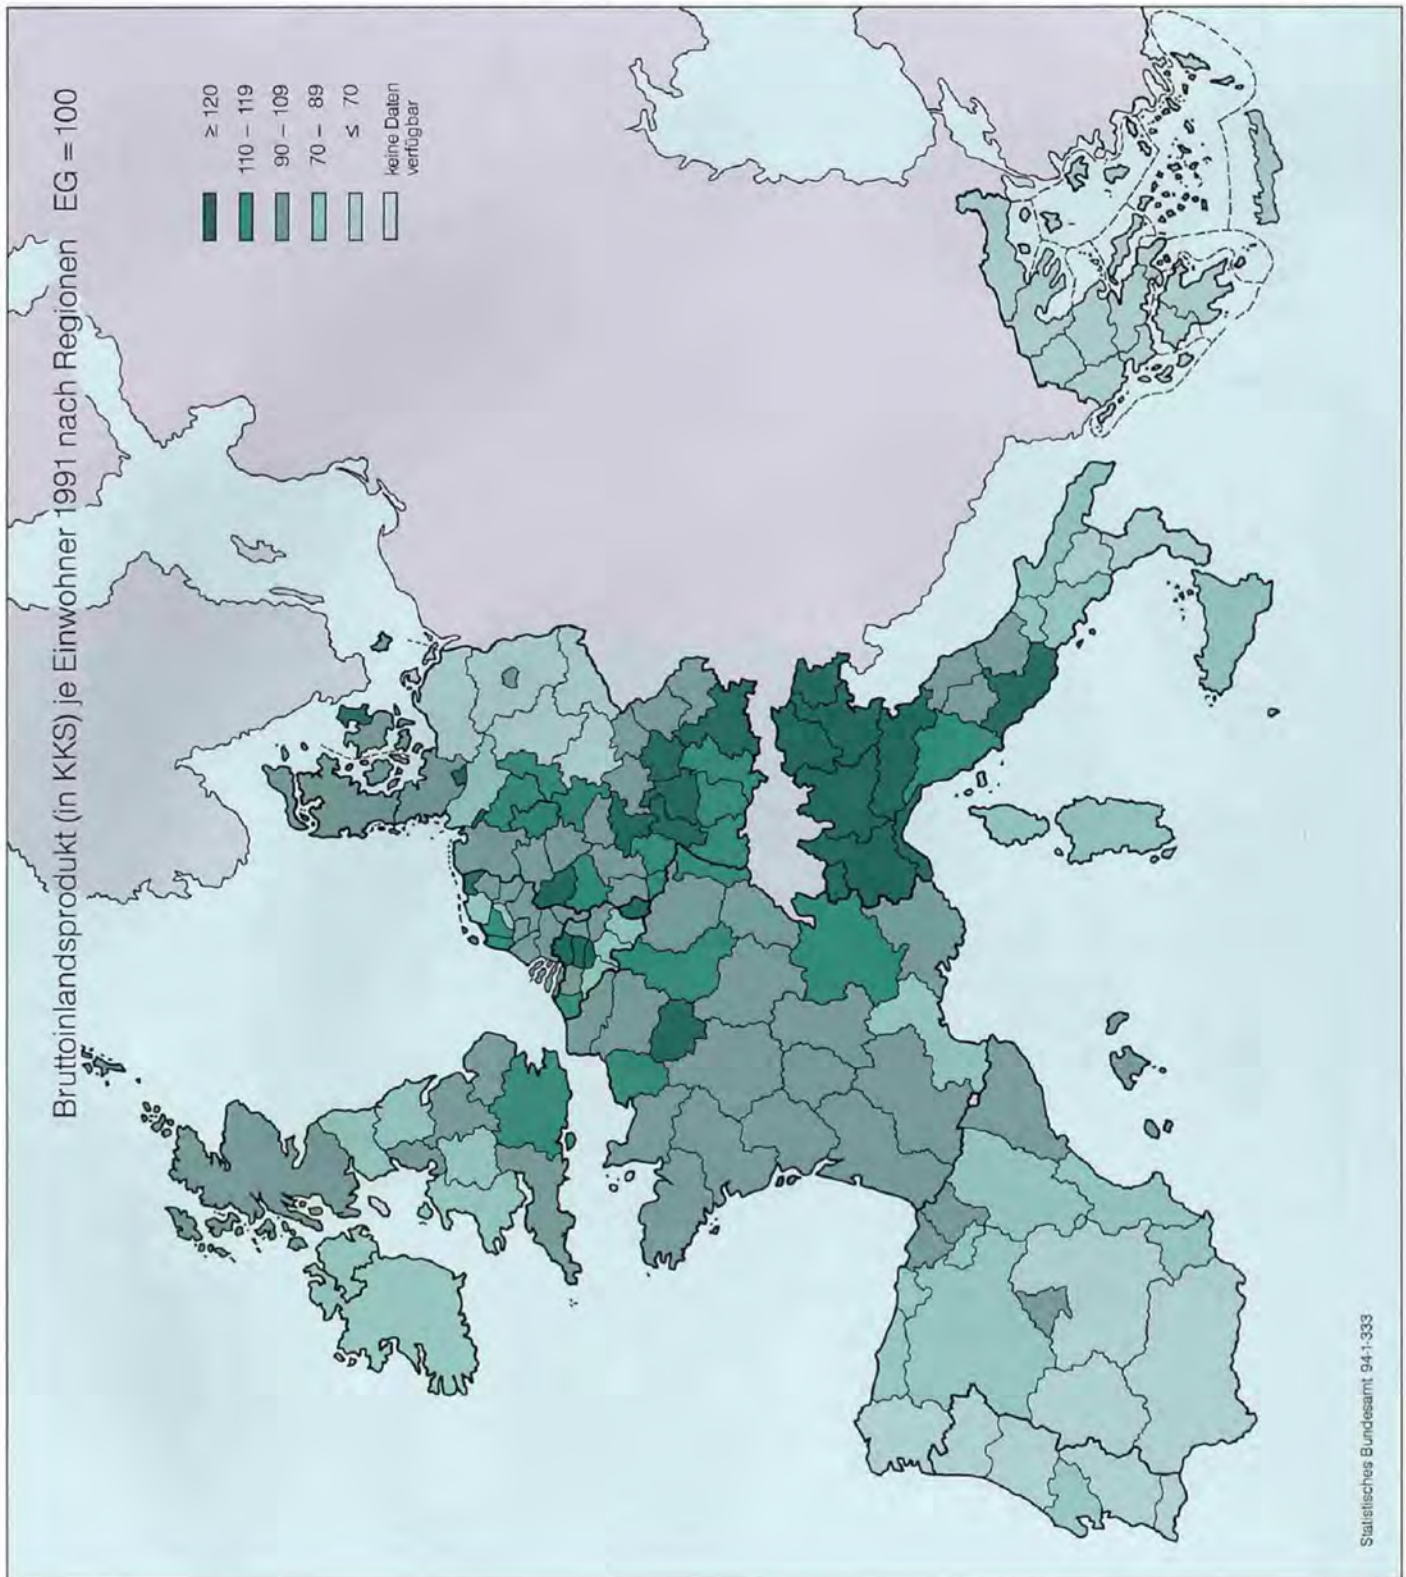 Bruttoinlandsprodukt (in KKS) je Einwohner 1991 nach Regionen EG = 100
≥ 120
110 – 119
90 – 109
70 – 89
≤ 70
keine Daten
verfügbar
Statistisches Bundesamt 94-1-333